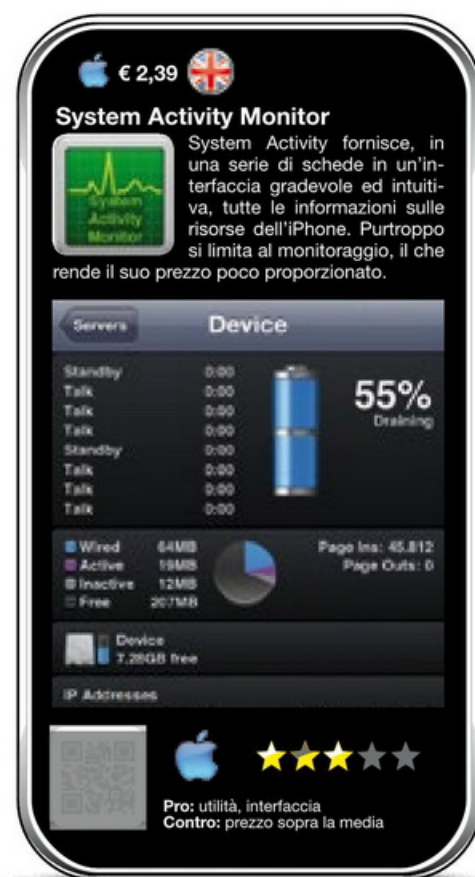 € 2,39
System Activity Monitor
System
Activity
Monitor
System Activity fornisce, in
una serie di schede in un'in-
terfaccia gradevole ed intuiti-
va, tutte le informazioni sulle
risorse dell'iPhone. Purtroppo
si limita al monitoraggio, il che
rende il suo prezzo poco proporzionato.
Servers Device
Standby 0:00
Talk 0:00
Talk 0:00
Talk 0:00
Standby 0:00
Talk 0:00
Talk 0:00
Talk 0:00
55%
Draining
Wired 64MB
Active 19MB
Inactive 12MB
Free 207MB
Page Ins: 45.812
Page Outs: 0
Device
7.28GB free
IP Addresses
Pro: utilità, interfaccia
Contro: prezzo sopra la media